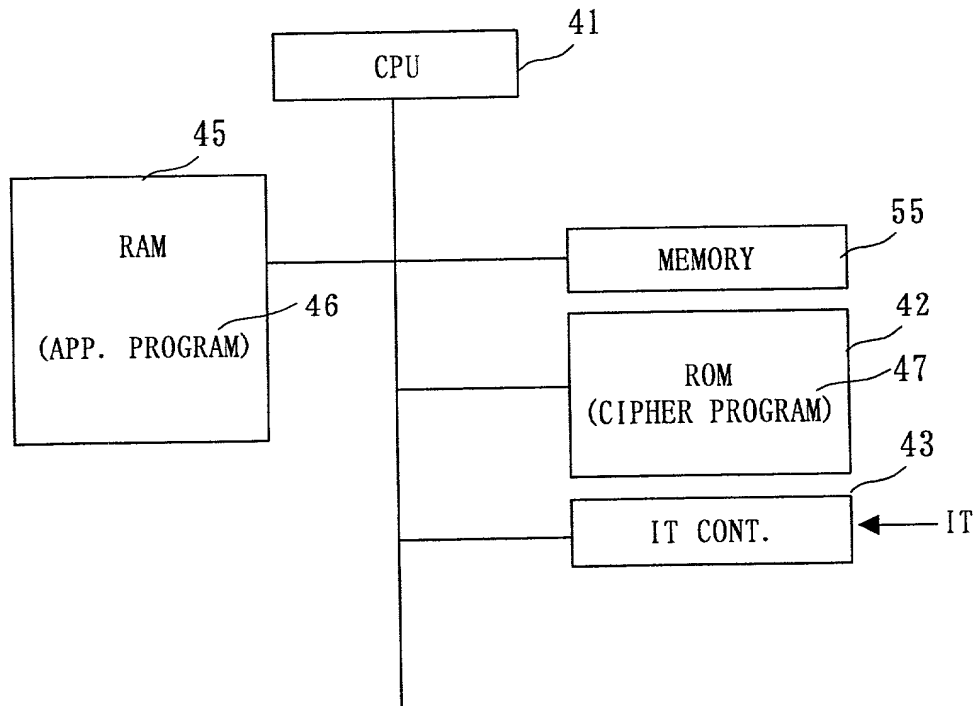 41
CPU
45
RAM
55
MEMORY
46
(APP. PROGRAM)
42
ROM
47
(CIPHER PROGRAM)
43
IT CONT.
IT